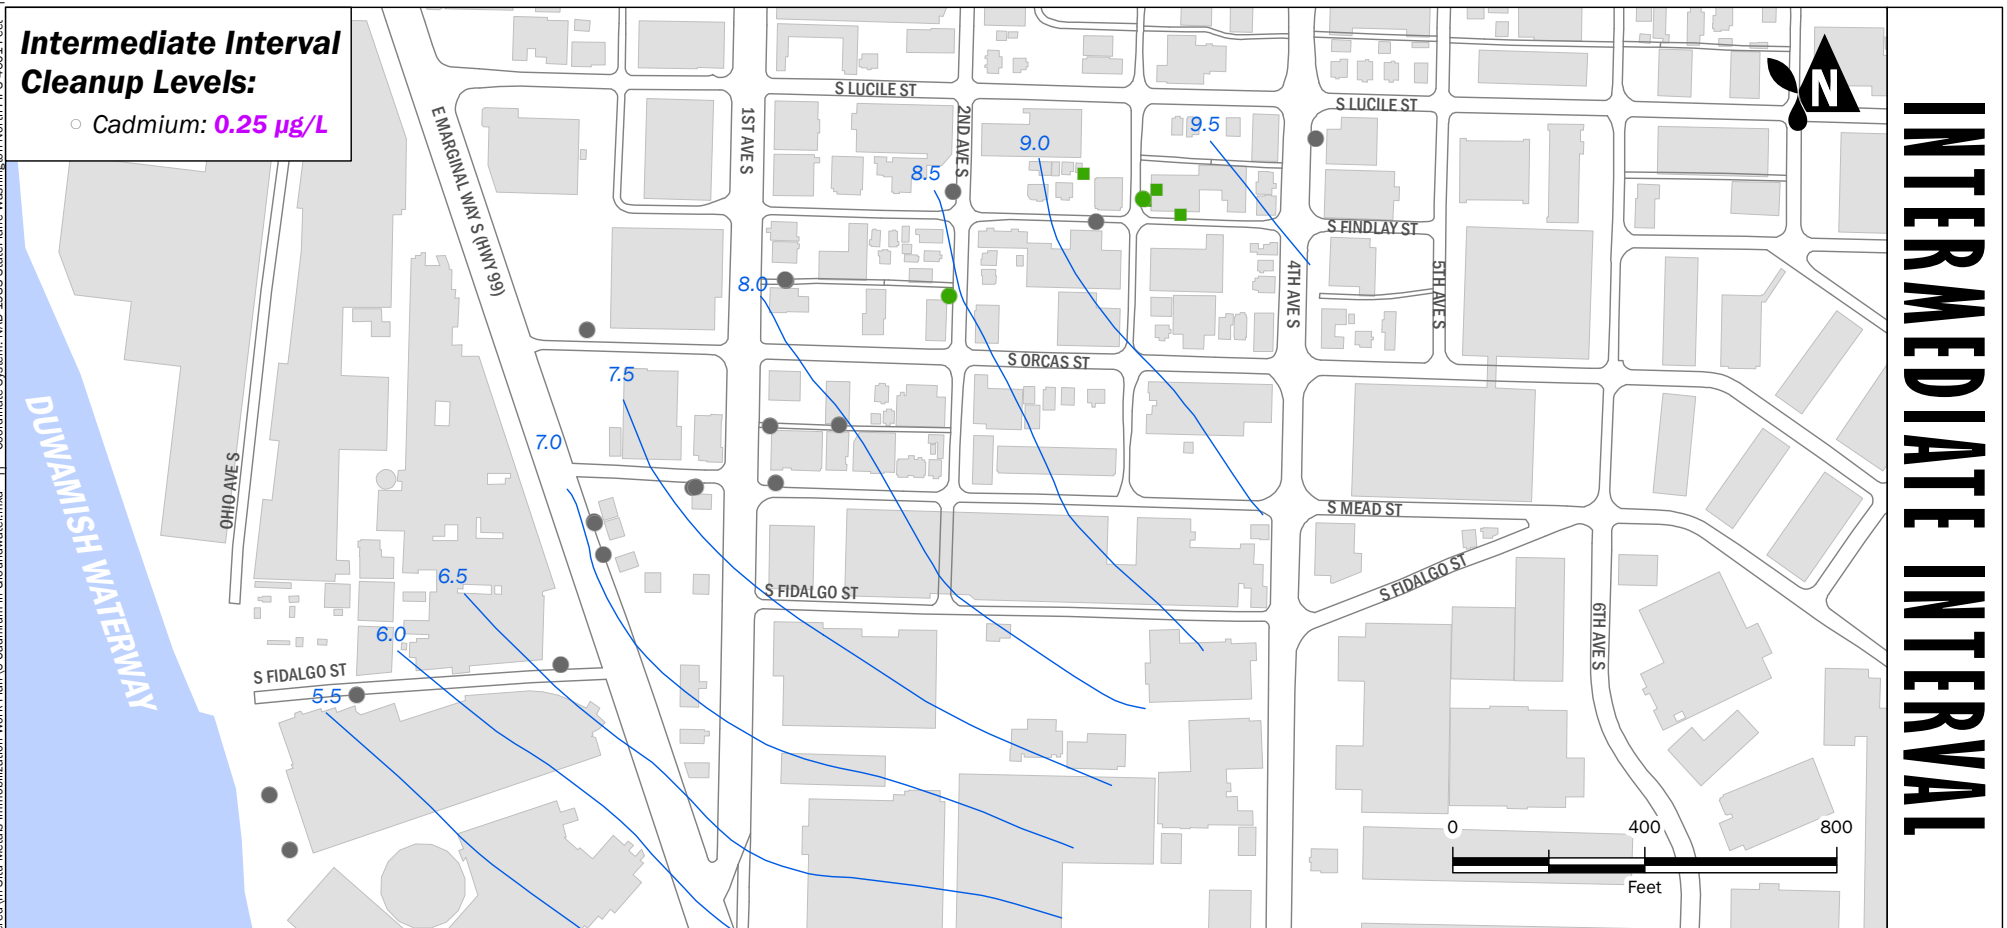 Intermediate Interval
Cleanup Levels:
Cadmium: 0.25 µg/L
N
INTERMEDIATE INTERVAL
S LUCILE ST
S LUCILE ST
E MARGINAL WAY S (HWY 99)
1ST AVE S
2ND AVE S
9.0
9.5
8.5
S FINDLAY ST
8.0
4TH AVE S
5TH AVE S
S ORCAS ST
7.5
7.0
DUWAMISH WATERWAY
OHIO AVE S
S MEAD ST
6.5
S FIDALGO ST
S FIDALGO ST
6.0
6TH AVE S
S FIDALGO ST
5.5
0 400 800
Feet